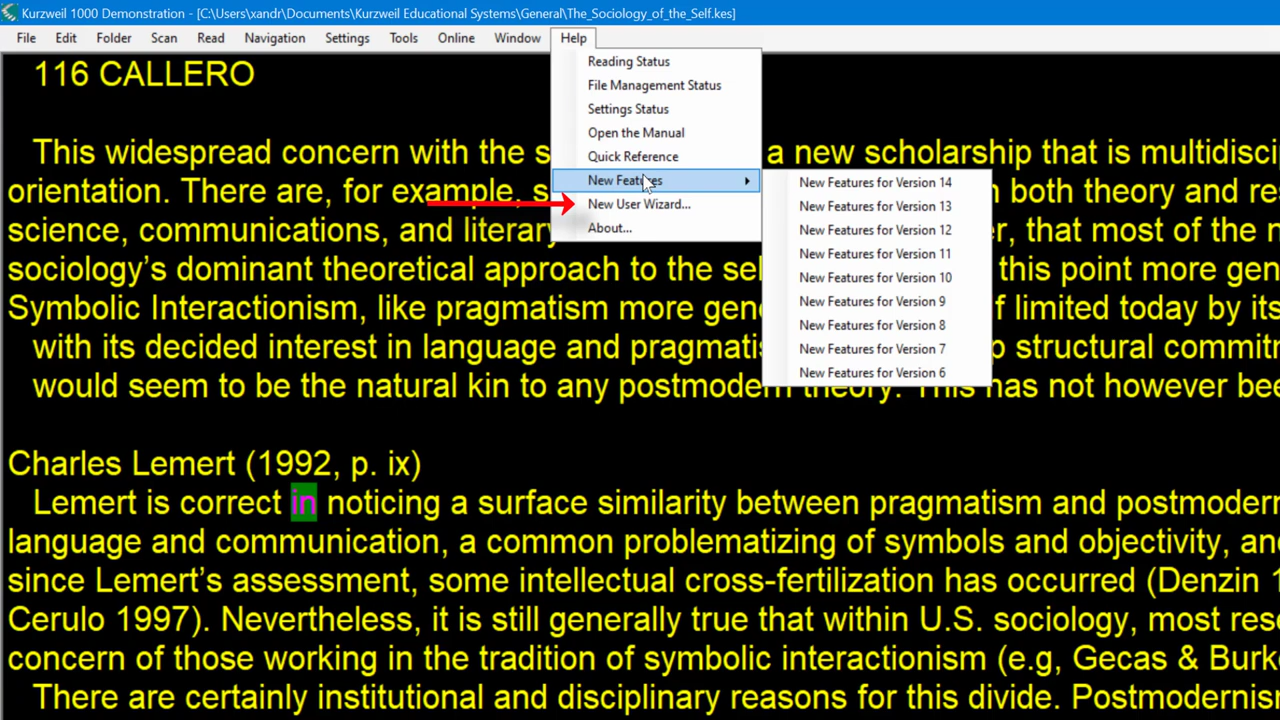 Kurzweil 1000 Demonstration - [C:\Users\xandr\Documents\Kurzweil Educational Systems\General\The_Sociology_of_the_Self.kes]
File Edit Folder Scan Read Navigation Settings Tools Online Window Help
Reading Status
File Management Status
Settings Status
Open the Manual
Quick Reference
New Features
New User Wizard...
About...
New Features for Version 14
New Features for Version 13
New Features for Version 12
New Features for Version 11
New Features for Version 10
New Features for Version 9
New Features for Version 8
New Features for Version 7
New Features for Version 6
116 CALLERO
This widespread concern with the s a new scholarship that is multidisci
orientation. There are, for example, s both theory and re
science, communications, and literary er, that most of the n
sociology's dominant theoretical approach to the sel this point more gen
Symbolic Interactionism, like pragmatism more gene f limited today by its
with its decided interest in language and pragmatis structural commitm
would seem to be the natural kin to any postmodern theory. This has not however bee
Charles Lemert (1992, p. ix)
Lemert is correct in noticing a surface similarity between pragmatism and postmodern
language and communication, a common problematizing of symbols and objectivity, and
since Lemert's assessment, some intellectual cross-fertilization has occurred (Denzin 1
Cerulo 1997). Nevertheless, it is still generally true that within U.S. sociology, most rese
concern of those working in the tradition of symbolic interactionism (e.g, Gecas & Burke
There are certainly institutional and disciplinary reasons for this divide. Postmodernism